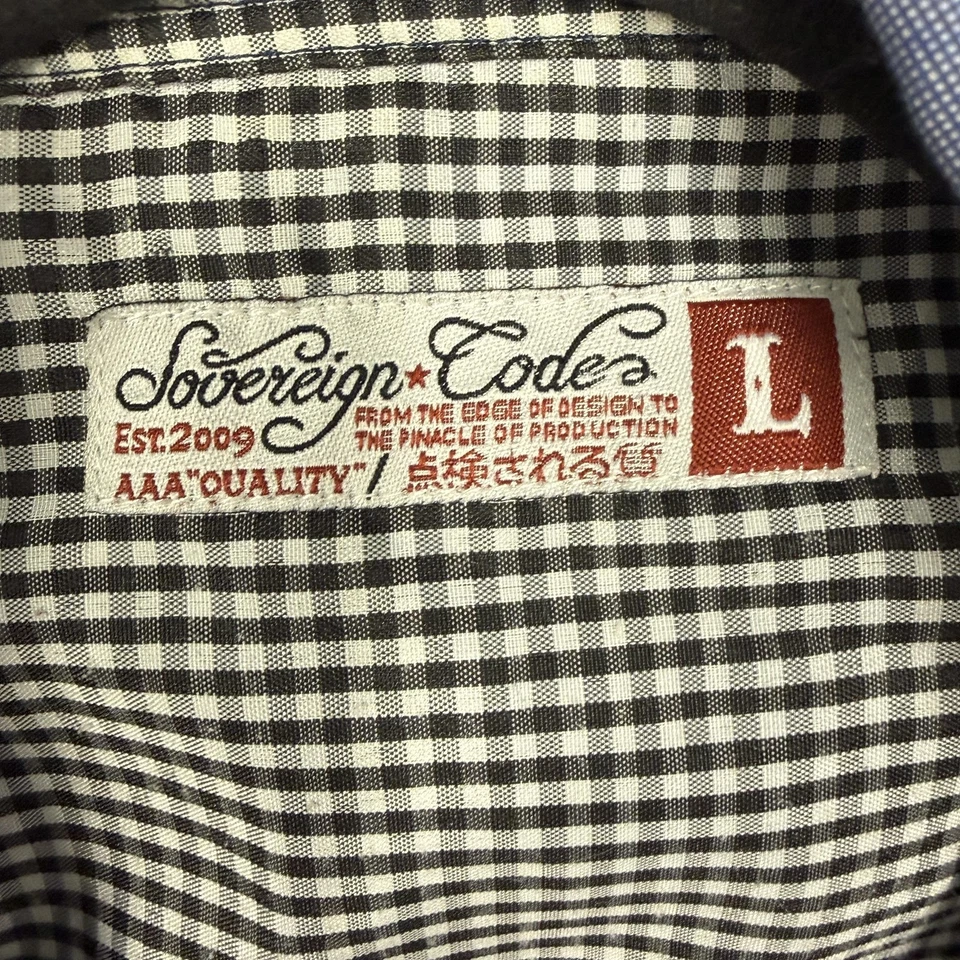 Sovereign★Code
EST.2009
FROM THE EDGE OF DESIGN TO
THE PINACLE OF PRODUCTION
AAA"QUALITY" / 点検される質
L